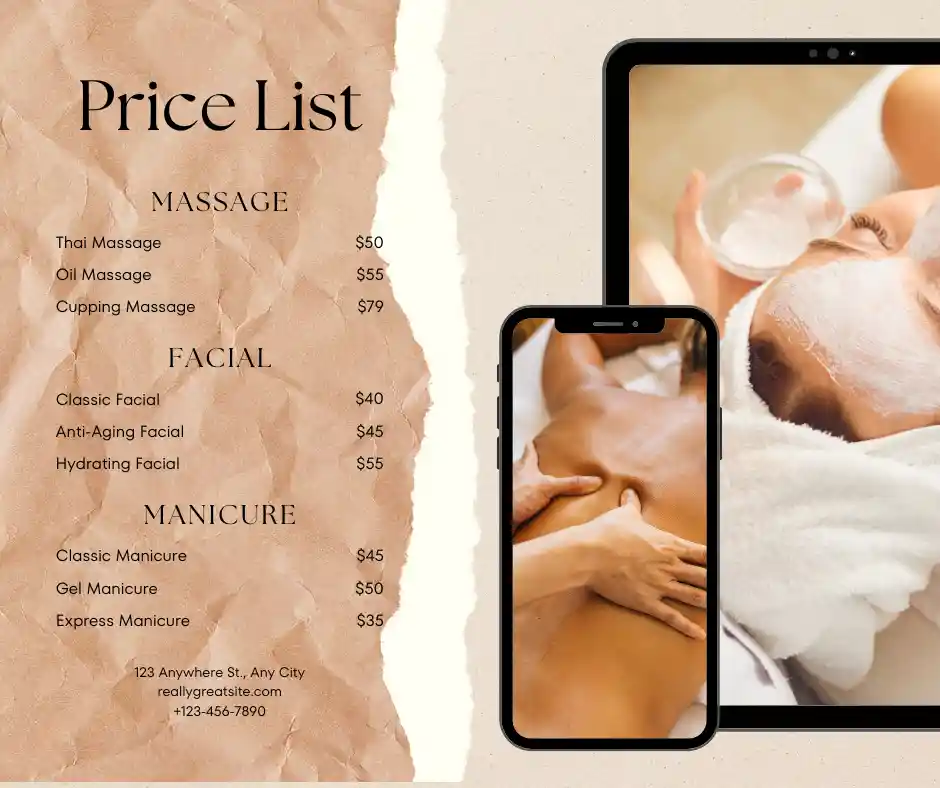 Price List
MASSAGE
Thai Massage $50
Oil Massage $55
Cupping Massage $79
FACIAL
Classic Facial $40
Anti-Aging Facial $45
Hydrating Facial $55
MANICURE
Classic Manicure $45
Gel Manicure $50
Express Manicure $35
123 Anywhere St., Any City
reallygreatsite.com
+123-456-7890